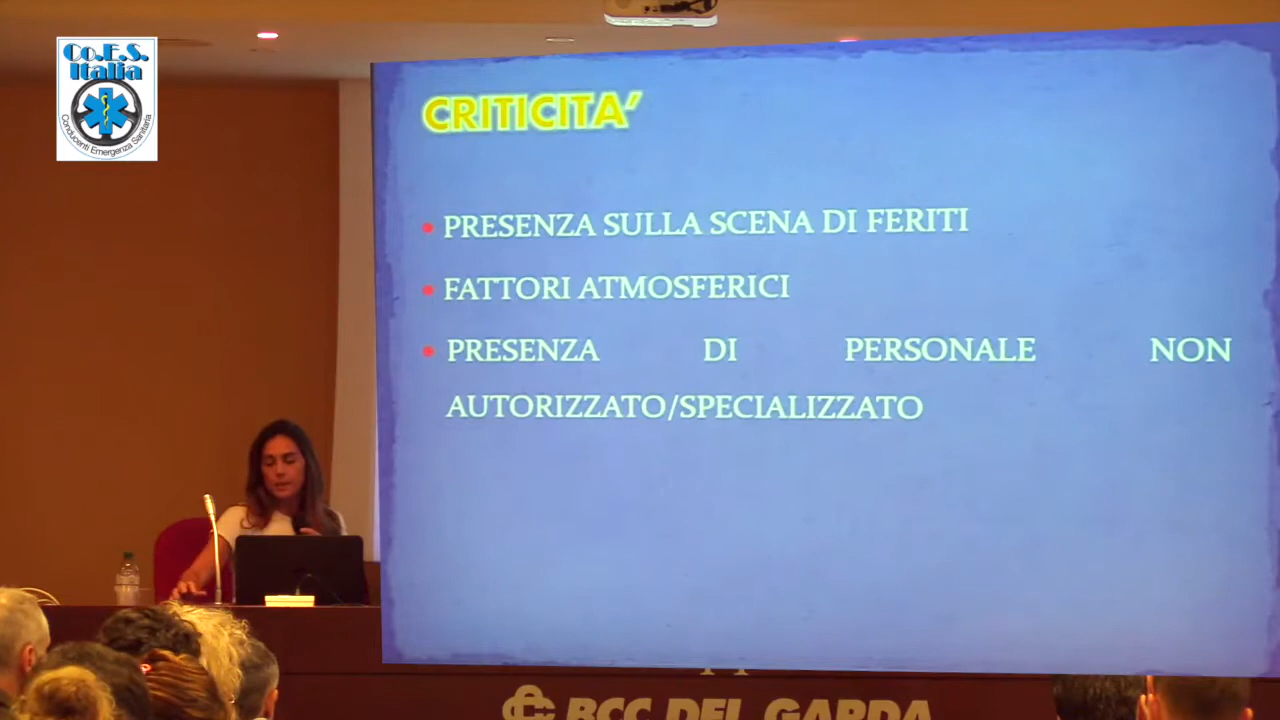 Co.E.S.
Italia
Conducenti Emergenza Sanitaria
CRITICITA’
• PRESENZA SULLA SCENA DI FERITI
• FATTORI ATMOSFERICI
• PRESENZA DI PERSONALE NON
AUTORIZZATO/SPECIALIZZATO
BCC DEL GARDA